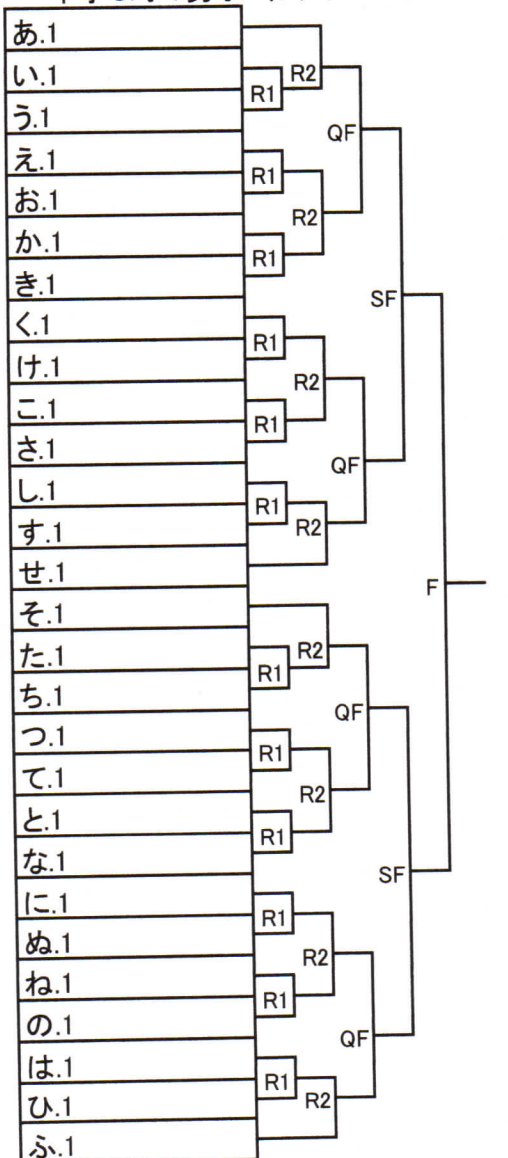 あ.1
い.1
う.1
え.1
お.1
か.1
き.1
く.1
け.1
こ.1
さ.1
し.1
す.1
せ.1
そ.1
た.1
ち.1
つ.1
て.1
と.1
な.1
に.1
ぬ.1
ね.1
の.1
は.1
ひ.1
ふ.1
R1
R1
R1
R1
R1
R1
R1
R1
R1
R1
R1
R1
R2
R2
R2
R2
R2
R2
R2
R2
QF
QF
QF
QF
SF
SF
F